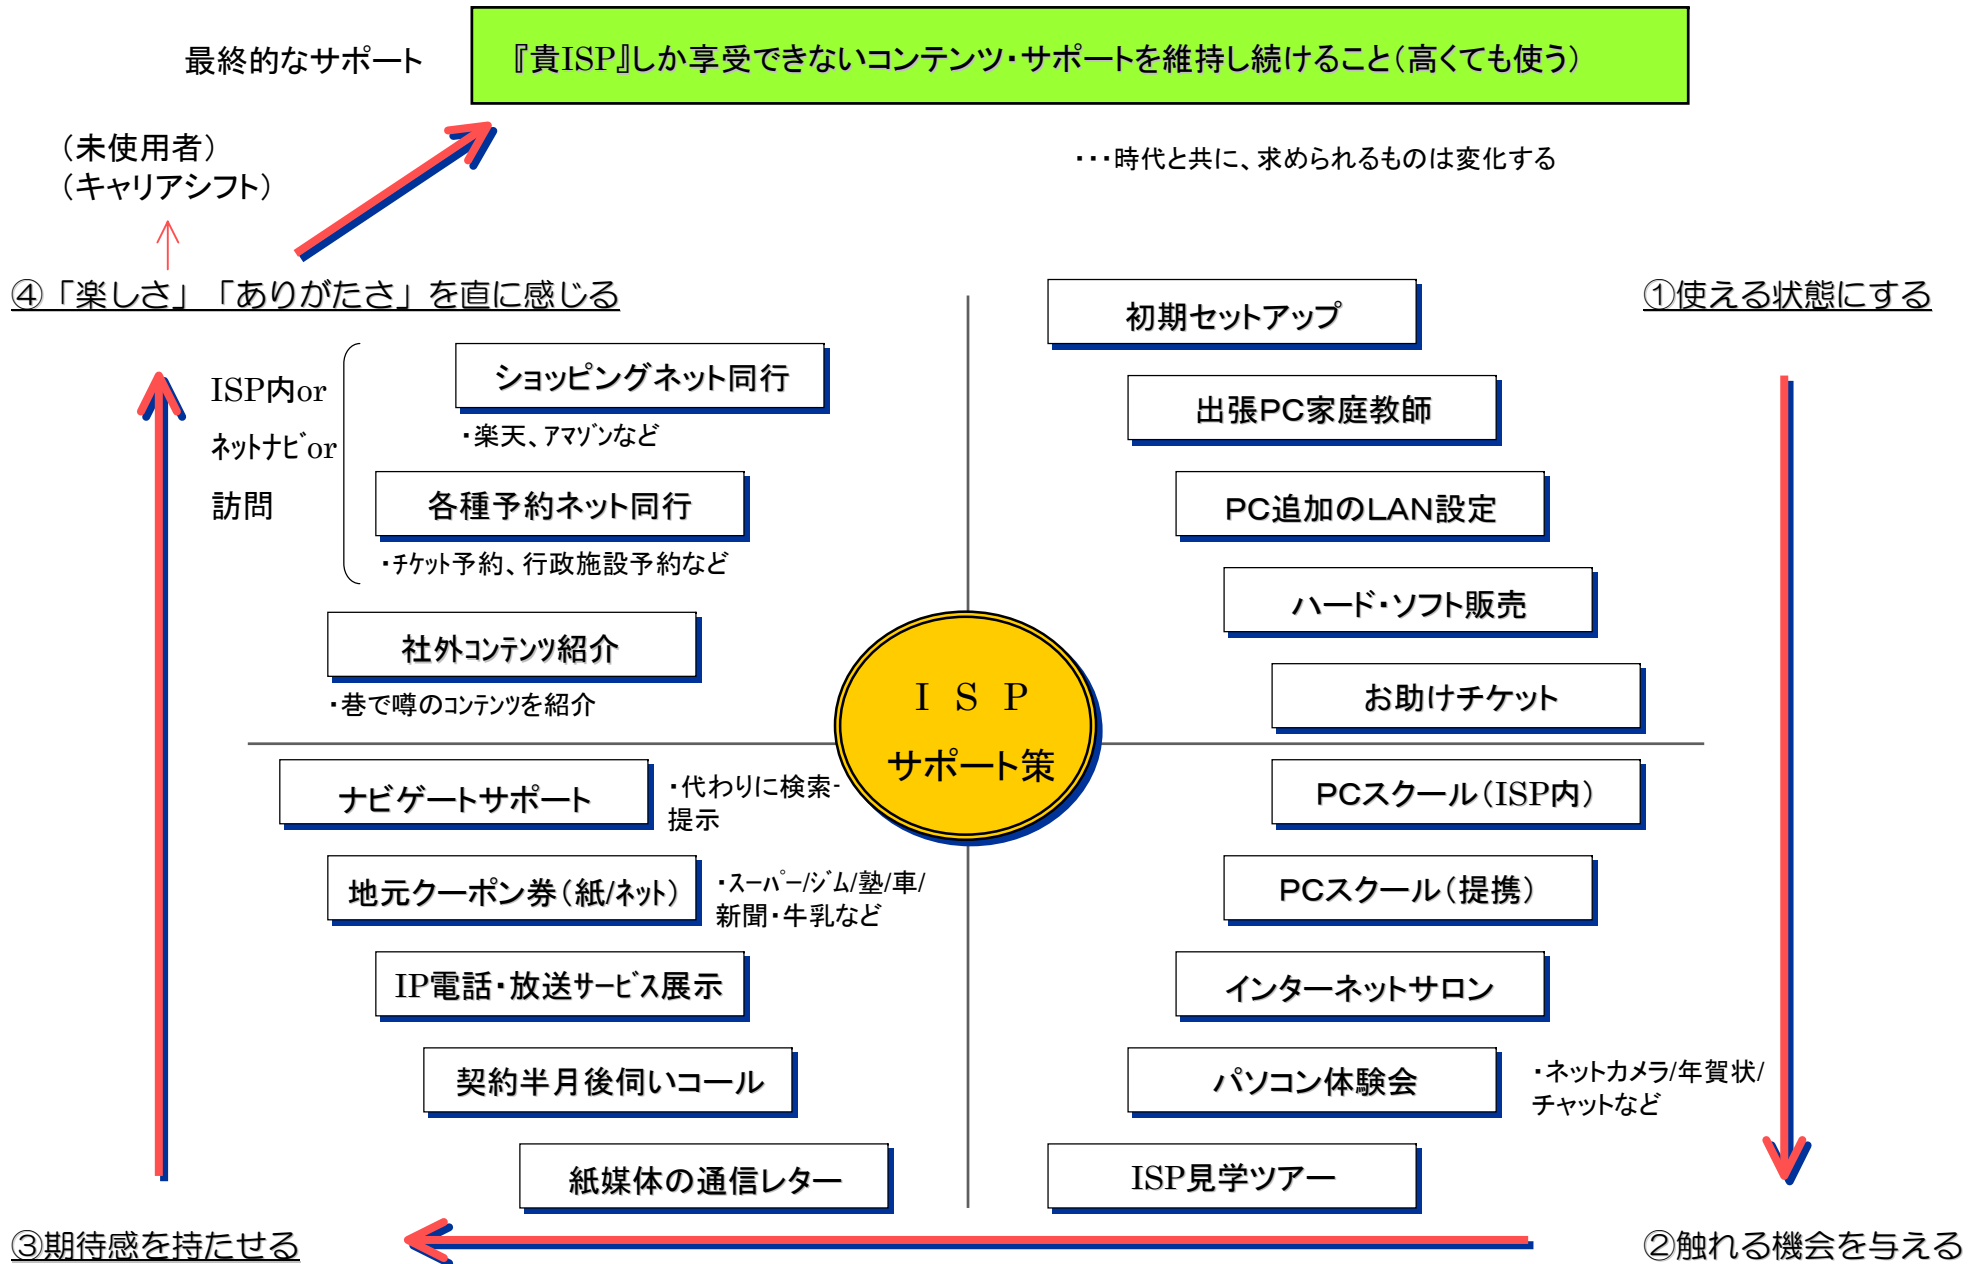 最終的なサポート
『貴ISP』しか享受できないコンテンツ・サポートを維持し続けること（高くても使う）
（未使用者）
（キャリアシフト）
・・・時代と共に、求められるものは変化する
④「楽しさ」「ありがたさ」を直に感じる
①使える状態にする
ISP内or
ﾈｯﾄﾅﾋﾞor
訪問
ショッピングネット同行
・楽天、ｱﾏｿﾞﾝなど
各種予約ネット同行
・ﾁｹｯﾄ予約、行政施設予約など
社外ｺﾝﾃﾝﾂ紹介
・巷で噂のｺﾝﾃﾝﾂを紹介
初期セットアップ
出張PC家庭教師
PC追加のLAN設定
ハード・ソフト販売
お助けチケット
ISP
サポート策
ナビゲートサポート
・代わりに検索-
提示
地元クーポン券（紙/ネット）
・ｽｰﾊﾟｰ/ｼﾞﾑ/塾/車/
新聞・牛乳など
IP電話・放送ｻｰﾋﾞｽ展示
契約半月後伺いコール
紙媒体の通信レター
PCスクール（ISP内）
PCスクール（提携）
インターネットサロン
パソコン体験会
・ネットカメラ/年賀状/
チャットなど
ISP見学ツアー
③期待感を持たせる
②触れる機会を与える